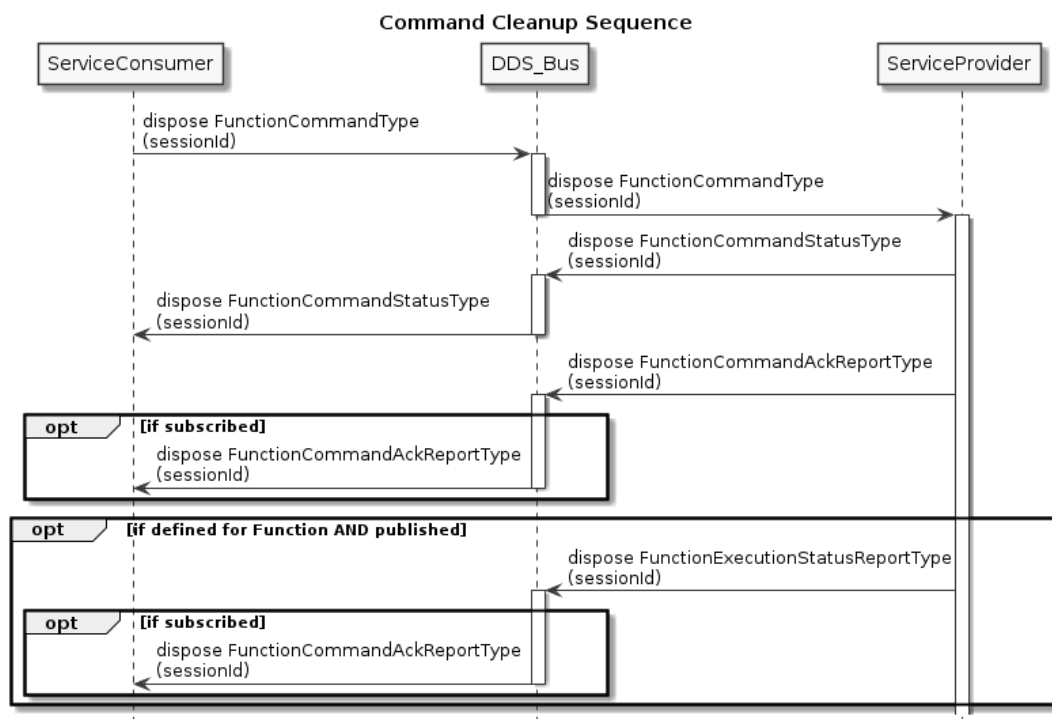 Command Cleanup Sequence
ServiceConsumer
DDS_Bus
ServiceProvider
dispose FunctionCommandType
(sessionId)
dispose FunctionCommandType
(sessionId)
dispose FunctionCommandStatusType
(sessionId)
dispose FunctionCommandStatusType
(sessionId)
dispose FunctionCommandAckReportType
(sessionId)
opt
[if subscribed]
dispose FunctionCommandAckReportType
(sessionId)
opt
[if defined for Function AND published]
dispose FunctionExecutionStatusReportType
(sessionId)
opt
[if subscribed]
dispose FunctionCommandAckReportType
(sessionId)